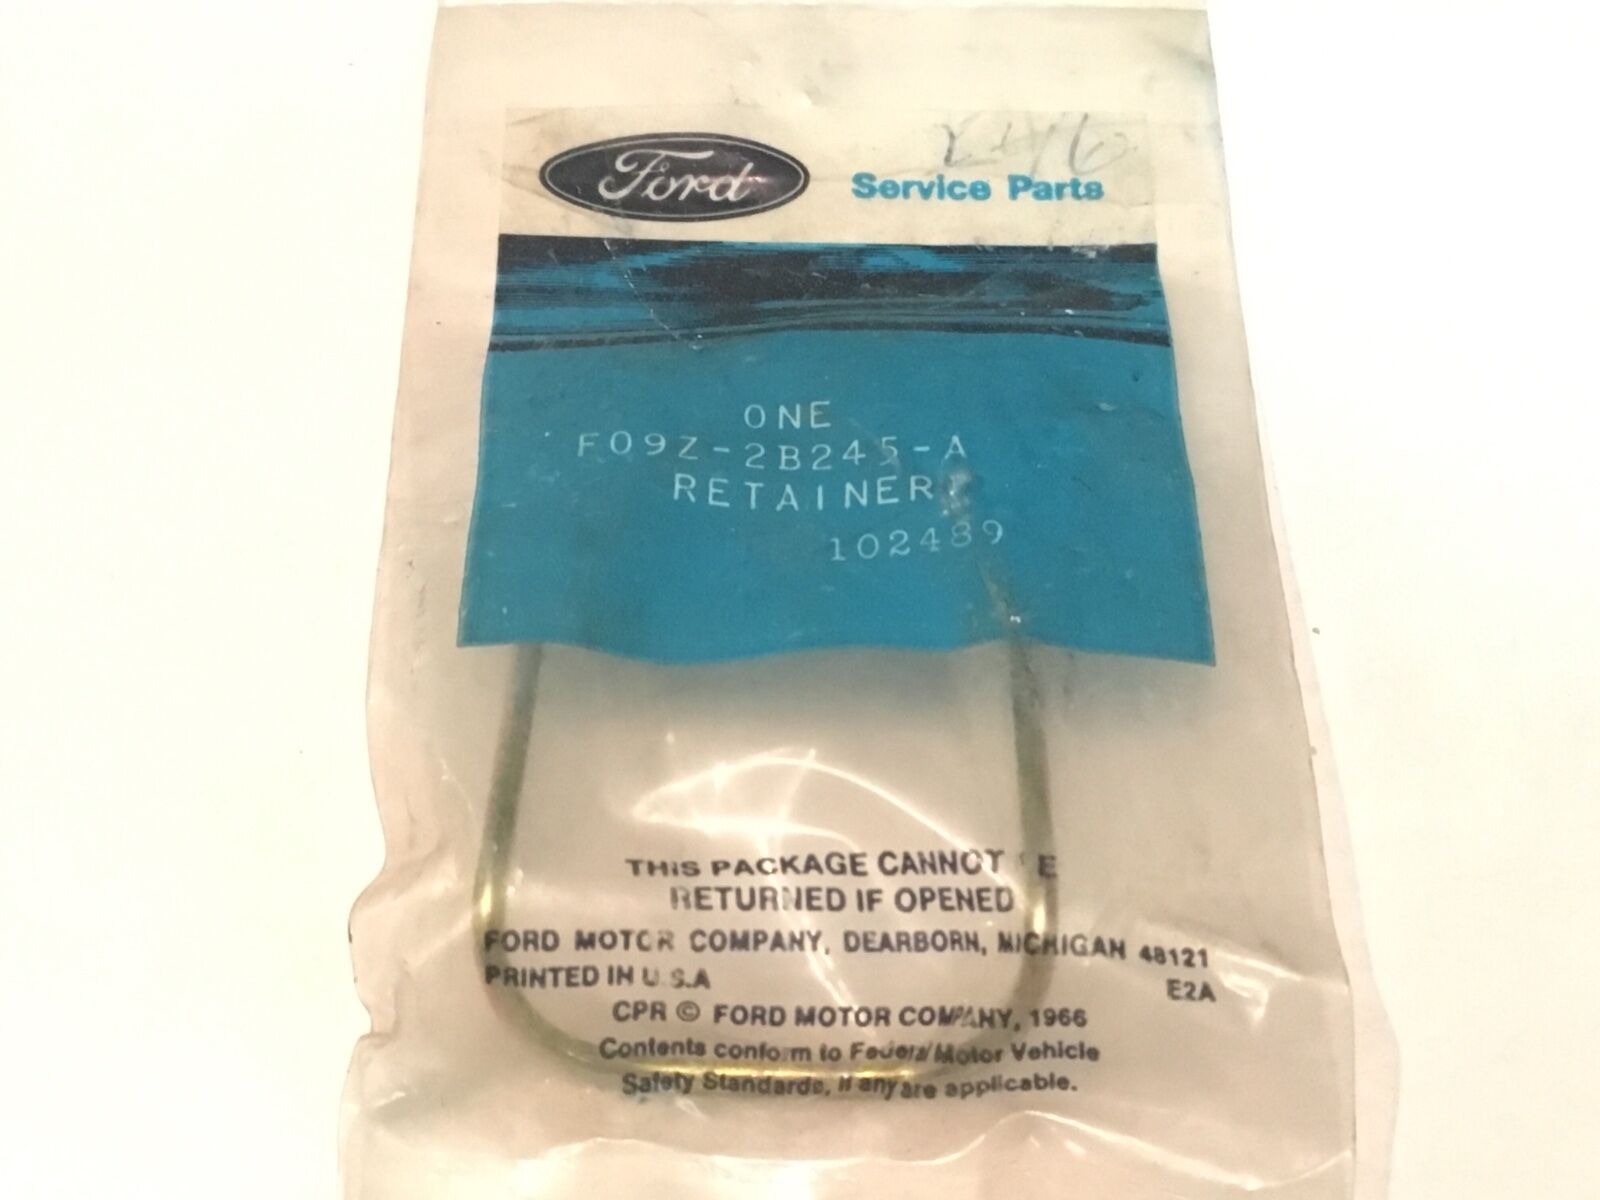 Ford
Service Parts
ONE
F09Z-2B245-A
RETAINER
102489
THIS PACKAGE CANNOT BE
RETURNED IF OPENED
FORD MOTOR COMPANY, DEARBORN, MICHIGAN 48121
PRINTED IN U.S.A
E2A
CPR © FORD MOTOR COMPANY, 1966
Contents conform to Federal Motor Vehicle
Safety Standards, if any are applicable.